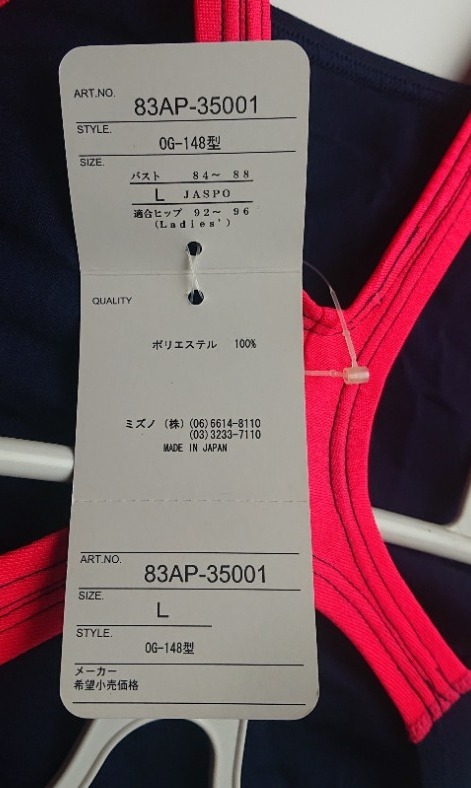 ART.NO.
83AP-35001
STYLE.
OG-148型
SIZE.
バスト 84～ 88
L JASPO
適合ヒップ 92～ 96
(Ladies')
QUALITY
ポリエステル 100%
ミズノ (株) (06)6614-8110
(03)3233-7110
MADE IN JAPAN
ART.NO.
83AP-35001
SIZE.
L
STYLE.
OG-148型
メーカー
希望小売価格